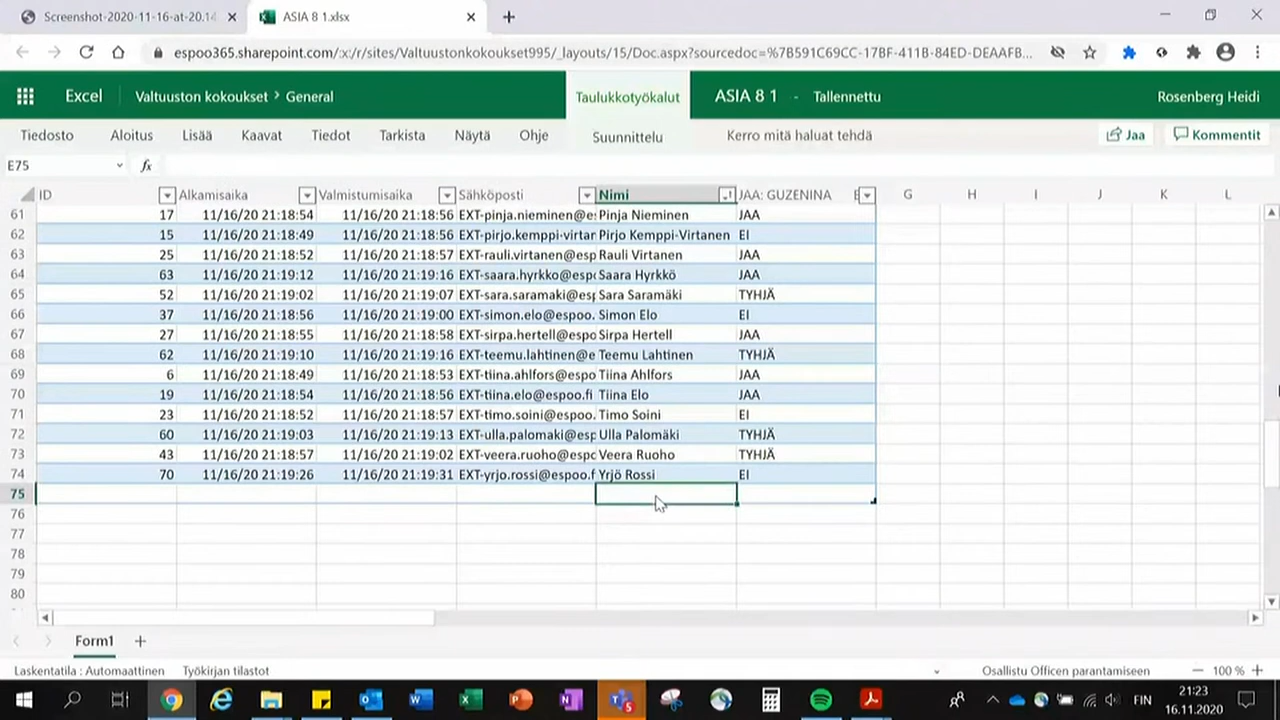 Screenshot-2020-11-16-at-20.14
ASIA 8 1.xlsx
espoo365.sharepoint.com/:x:/r/sites/Valtuustonkokoukset995/_layouts/15/Doc.aspx?sourcedoc=%7B591C69CC-17BF-411B-84ED-DEAAFB...
Excel Valtuuston kokoukset > General Taulukkotyökalut ASIA 8 1 - Tallennettu Rosenberg Heidi
Tiedosto Aloitus Lisää Kaavat Tiedot Tarkista Näytä Ohje Suunnittelu Kerro mitä haluat tehdä Jaa Kommentit
E75 fx
ID Alkamisaika Valmistumisaika Sähköposti Nimi JAA: GUZENINA E G H I J K L
61 17 11/16/20 21:18:54 11/16/20 21:18:56 EXT-pinja.nieminen@e: Pinja Nieminen JAA
62 15 11/16/20 21:18:49 11/16/20 21:18:56 EXT-pirjo.kemppi-virtar Pirjo Kemppi-Virtanen EI
63 25 11/16/20 21:18:52 11/16/20 21:18:57 EXT-rauli.virtanen@esp Rauli Virtanen JAA
64 63 11/16/20 21:19:12 11/16/20 21:19:16 EXT-saara.hyrkko@esp Saara Hyrkkö JAA
65 52 11/16/20 21:19:02 11/16/20 21:19:07 EXT-sara.saramaki@esp Sara Saramäki TYHJÄ
66 37 11/16/20 21:18:56 11/16/20 21:19:00 EXT-simon.elo@espoo. Simon Elo EI
67 27 11/16/20 21:18:55 11/16/20 21:18:58 EXT-sirpa.hertell@espo Sirpa Hertell JAA
68 62 11/16/20 21:19:10 11/16/20 21:19:16 EXT-teemu.lahtinen@e Teemu Lahtinen TYHJÄ
69 6 11/16/20 21:18:49 11/16/20 21:18:53 EXT-tiina.ahlfors@espo Tiina Ahlfors JAA
70 19 11/16/20 21:18:54 11/16/20 21:18:56 EXT-tiina.elo@espoo.fi Tiina Elo JAA
71 23 11/16/20 21:18:52 11/16/20 21:18:57 EXT-timo.soini@espoo. Timo Soini EI
72 60 11/16/20 21:19:03 11/16/20 21:19:13 EXT-ulla.palomaki@esp Ulla Palomäki TYHJÄ
73 43 11/16/20 21:18:57 11/16/20 21:19:02 EXT-veera.ruoho@espo Veera Ruoho TYHJÄ
74 70 11/16/20 21:19:26 11/16/20 21:19:31 EXT-yrjo.rossi@espoo.f Yrjö Rossi EI
75
76
77
78
79
80
Form1
Laskentatila : Automaattinen Työkirjan tilastot Osallistu Officen parantamiseen 100 %
FIN 21:23
16.11.2020